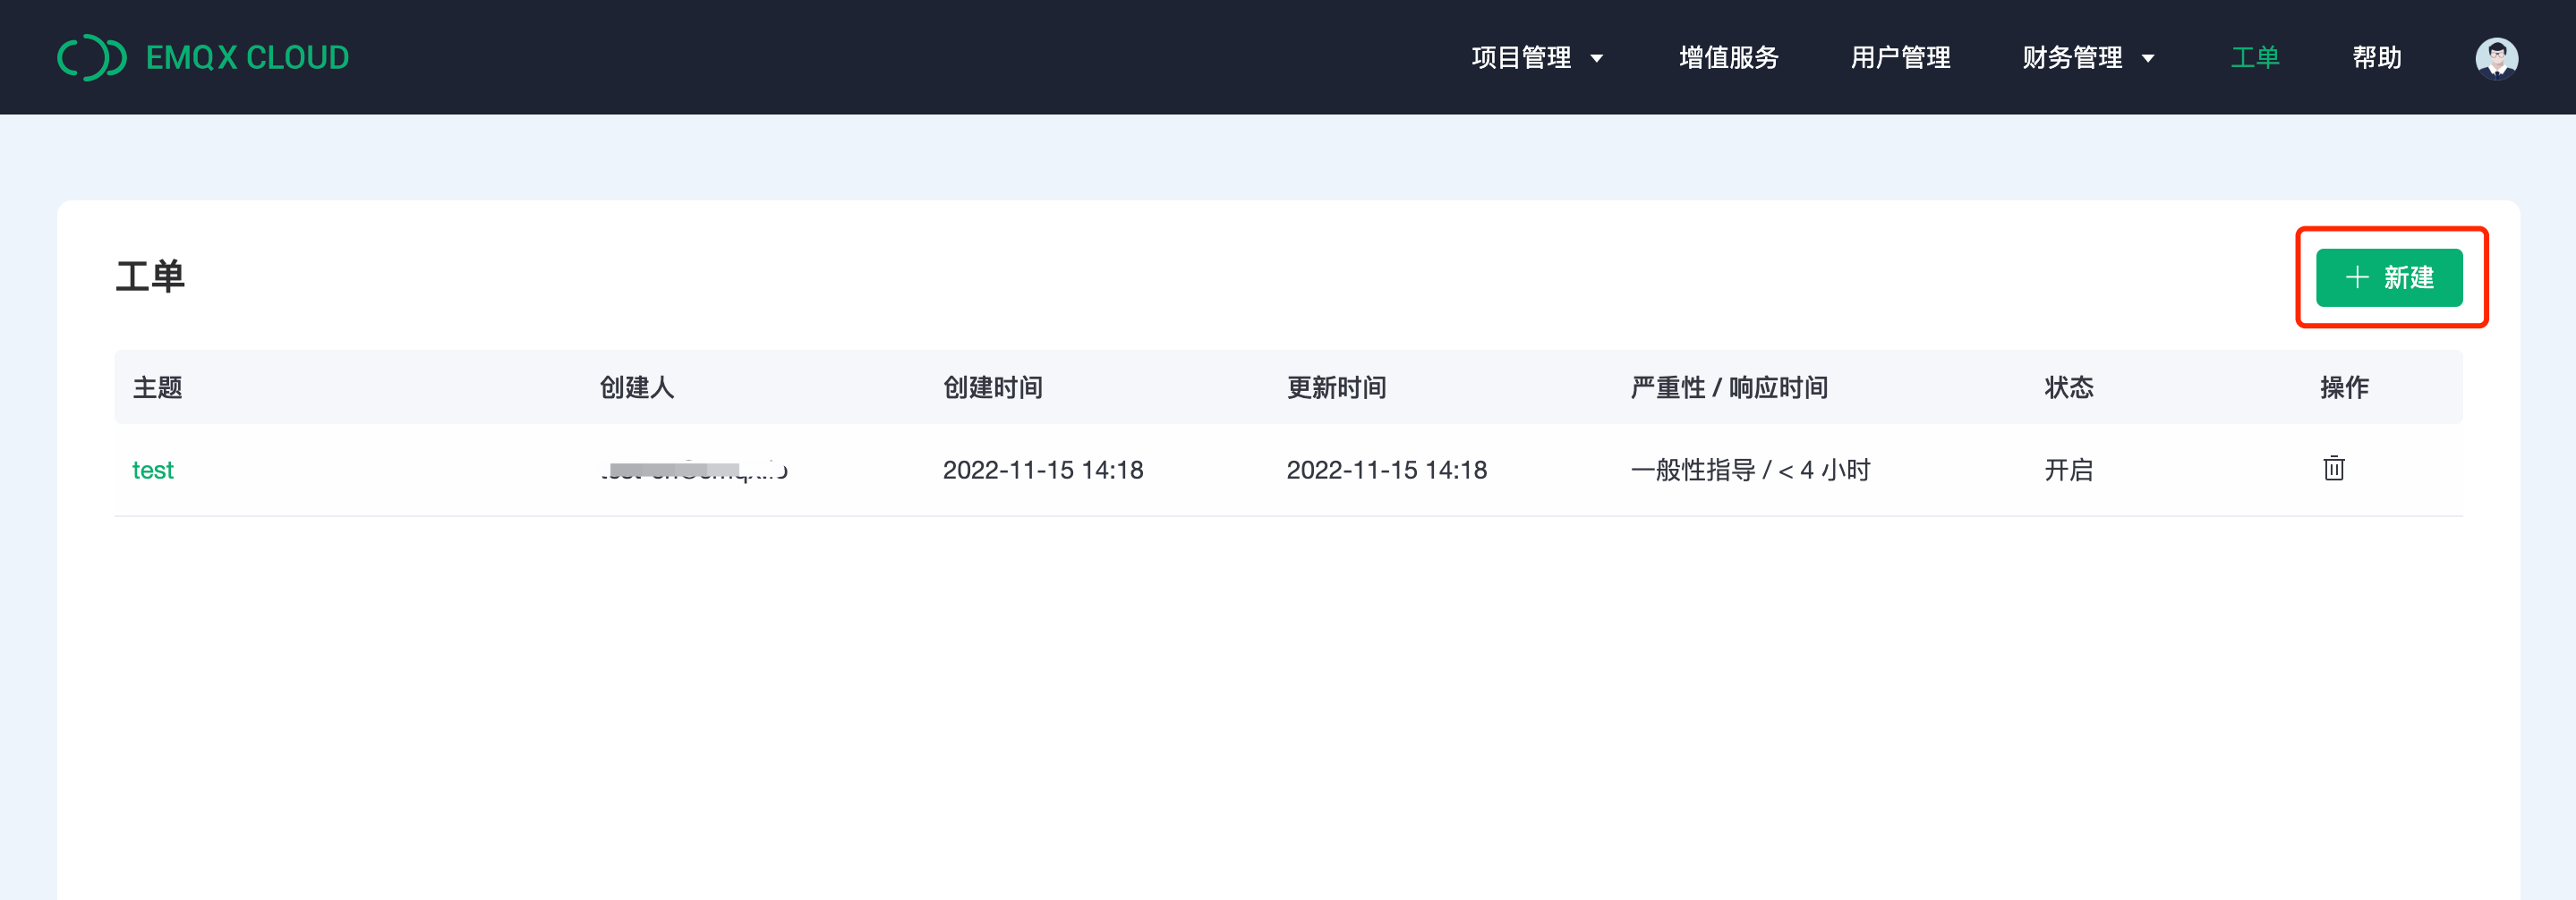 EMQX CLOUD 项目管理 增值服务 用户管理 财务管理 工单 帮助
工单 + 新建
主题 创建人 创建时间 更新时间 严重性 / 响应时间 状态 操作
test 2022-11-15 14:18 2022-11-15 14:18 一般性指导 / < 4 小时 开启